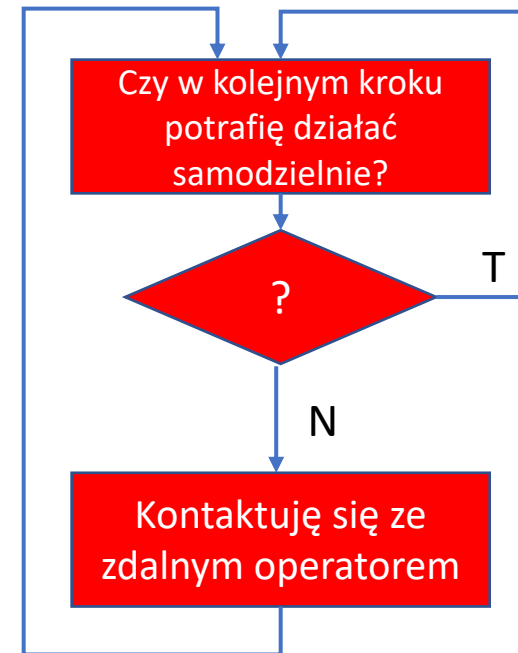 Czy w kolejnym kroku
potrafię działać
samodzielnie?
?
T
N
Kontaktuję się ze
zdalnym operatorem